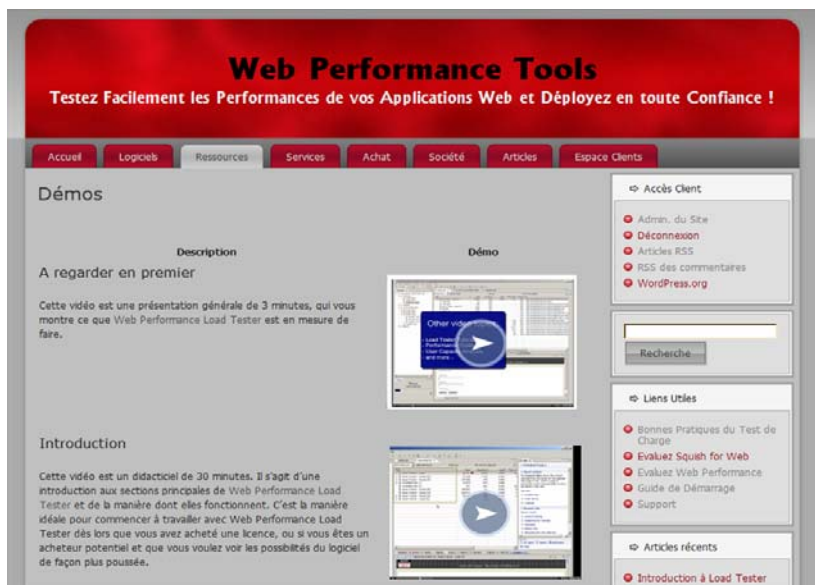 Web Performance Tools
Testez Facilement les Performances de vos Applications Web et Déployez en toute Confiance !
Accueil Logiciels Ressources Services Achat Société Articles Espace Clients
Démos
Description Démo
A regarder en premier
Cette vidéo est une présentation générale de 3 minutes, qui vous
montre ce que Web Performance Load Tester est en mesure de
faire.
Other video
Load Test
Performance
User Capacity
and more...
Introduction
Cette vidéo est un didacticiel de 30 minutes. Il s'agit d'une
introduction aux sections principales de Web Performance Load
Tester et de la manière dont elles fonctionnent. C'est la manière
idéale pour commencer à travailler avec Web Performance Load
Tester dès lors que vous avez acheté une licence, ou si vous êtes un
acheteur potentiel et que vous voulez voir les possibilités du logiciel
de façon plus poussée.
Accès Client
Admin. du Site
Déconnexion
Articles RSS
RSS des commentaires
WordPress.org
Recherche
Liens Utiles
Bonnes Pratiques du Test de
Charge
Evaluez Squish for Web
Evaluez Web Performance
Guide de Démarrage
Support
Articles récents
Introduction à Load Tester